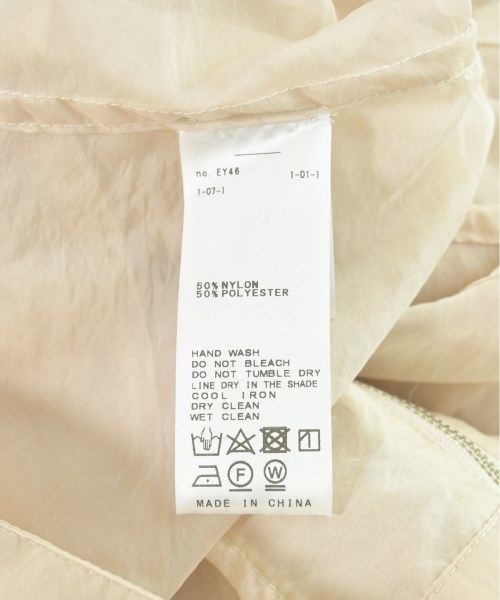 no. EY46 1-01-1
1-07-1
50%NYLON
50%POLYESTER
HAND WASH
DO NOT BLEACH
DO NOT TUMBLE DRY
LINE DRY IN THE SHADE
COOL IRON
DRY CLEAN
WET CLEAN
F W
MADE IN CHINA